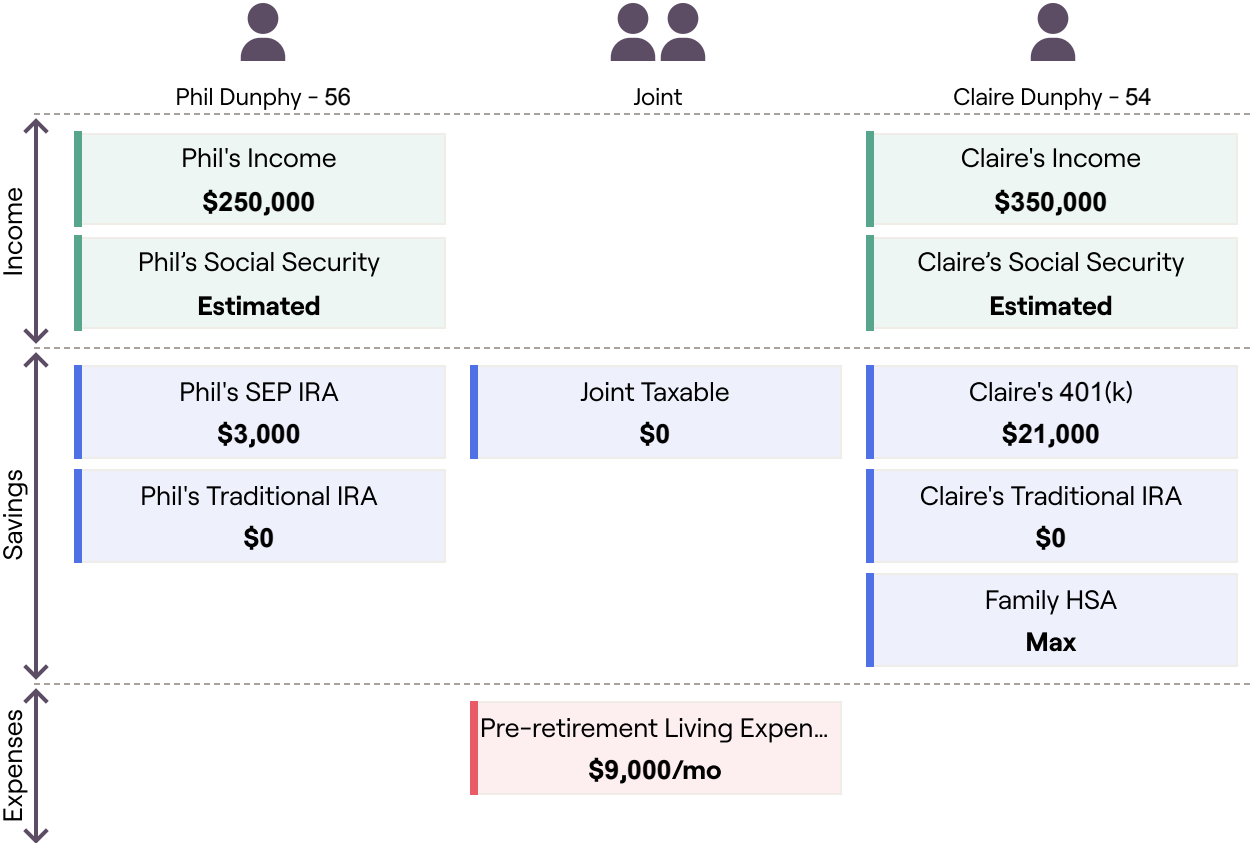 Phil Dunphy - 56
Joint
Claire Dunphy - 54
Income
Phil's Income
$250,000
Claire's Income
$350,000
Phil’s Social Security
Estimated
Claire’s Social Security
Estimated
Savings
Phil's SEP IRA
$3,000
Joint Taxable
$0
Claire's 401(k)
$21,000
Phil's Traditional IRA
$0
Claire's Traditional IRA
$0
Family HSA
Max
Expenses
Pre-retirement Living Expen...
$9,000/mo